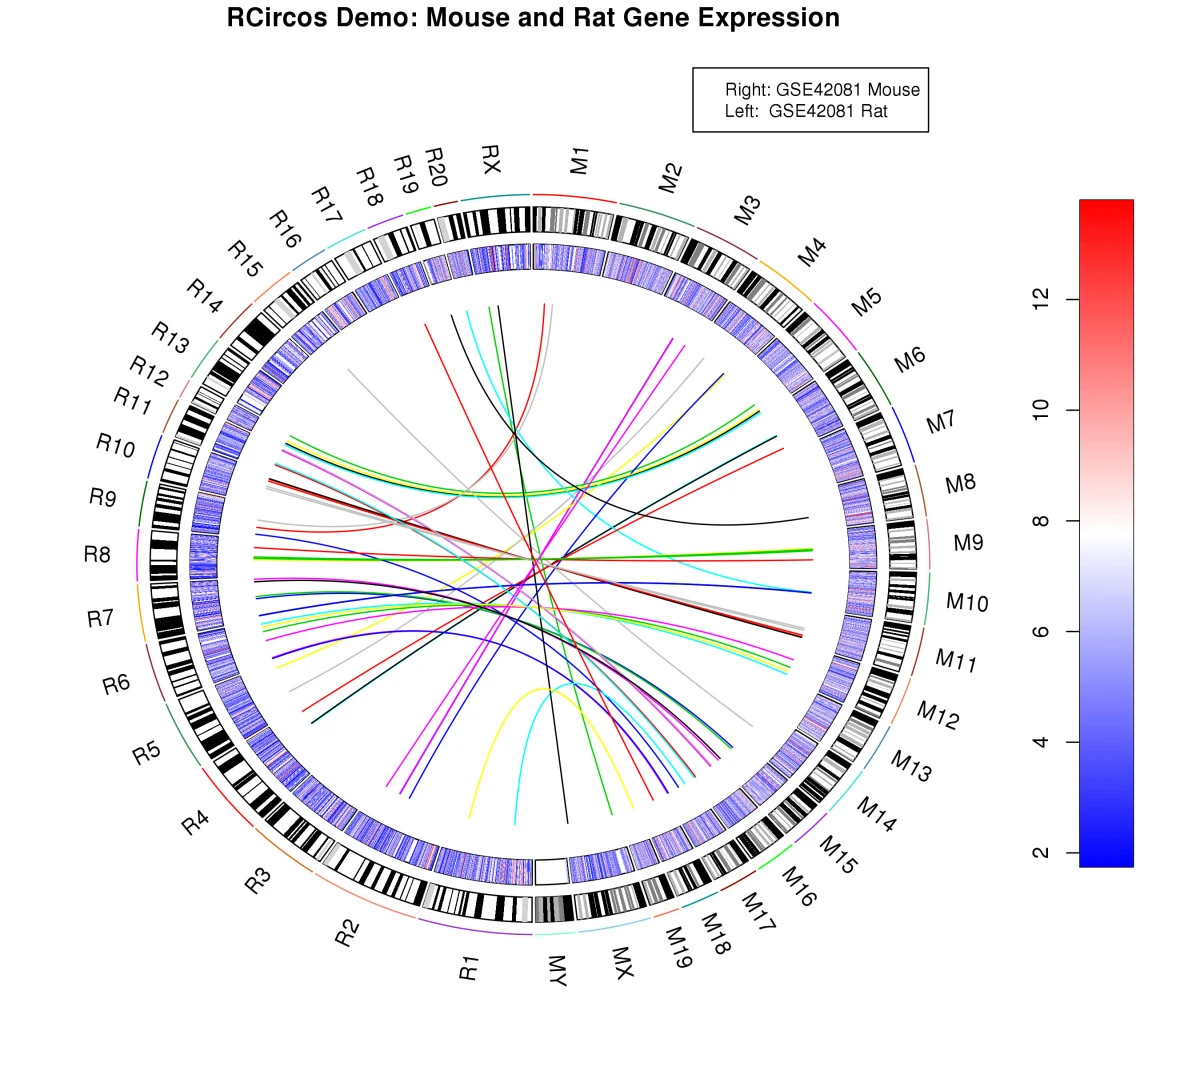 RCircos Demo: Mouse and Rat Gene Expression
Right: GSE42081 Mouse
Left:  GSE42081 Rat
RX
M1
M2
M3
M4
M5
M6
M7
M8
M9
M10
M11
M12
M13
M14
M15
M16
M17
M18
M19
MX
MY
R1
R2
R3
R4
R5
R6
R7
R8
R9
R10
R11
R12
R13
R14
R15
R16
R17
R18
R19
R20
12
10
8
6
4
2